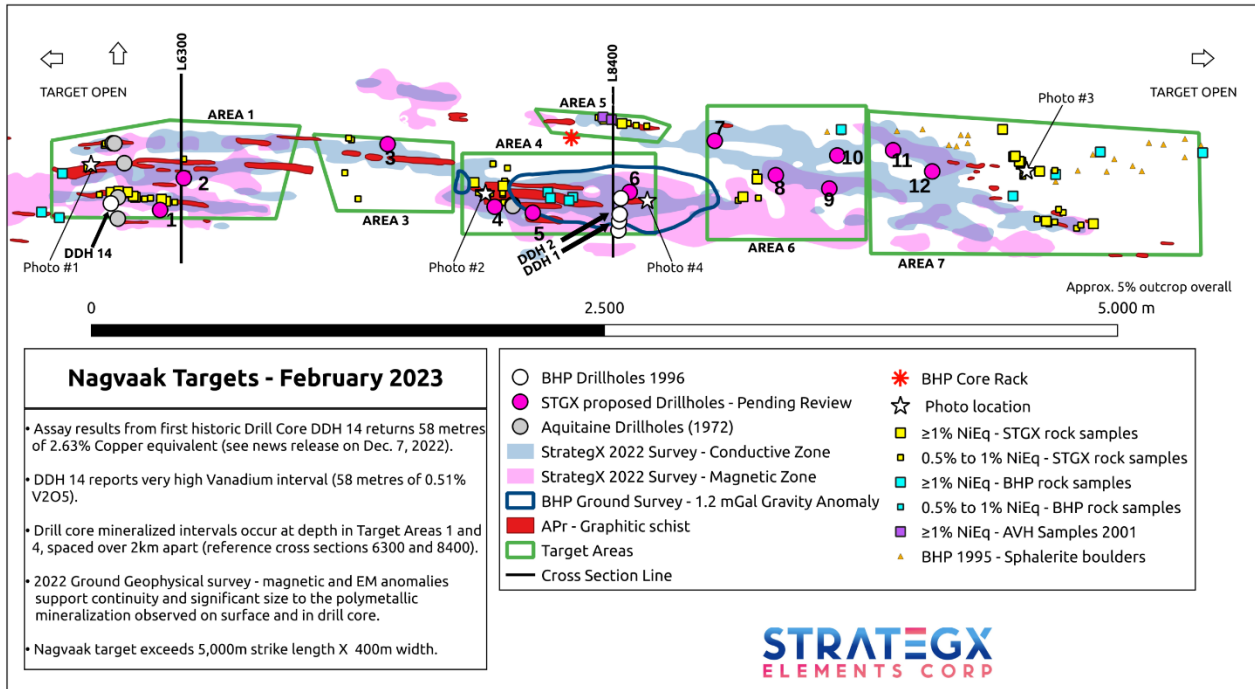 TARGET OPEN
L6300
AREA 1
3
AREA 3
2
1
DDH 14
Photo #1
AREA 5
L8400
AREA 4
6
4
5
DDH 2
DDH 1
Photo #2
Photo #4
7
8
9
10
AREA 6
11
12
AREA 7
Photo #3
TARGET OPEN
Approx. 5% outcrop overall
0
2.500
5.000 m
Nagvaak Targets - February 2023
• Assay results from first historic Drill Core DDH 14 returns 58 metres
of 2.63% Copper equivalent (see news release on Dec. 7, 2022).
• DDH 14 reports very high Vanadium interval (58 metres of 0.51%
V2O5).
• Drill core mineralized intervals occur at depth in Target Areas 1 and
4, spaced over 2km apart (reference cross sections 6300 and 8400).
• 2022 Ground Geophysical survey - magnetic and EM anomalies
support continuity and significant size to the polymetallic
mineralization observed on surface and in drill core.
• Nagvaak target exceeds 5,000m strike length X 400m width.
BHP Drillholes 1996
STGX proposed Drillholes - Pending Review
Aquitaine Drillholes (1972)
StrategX 2022 Survey - Conductive Zone
StrategX 2022 Survey - Magnetic Zone
BHP Ground Survey - 1.2 mGal Gravity Anomaly
APr - Graphitic schist
Target Areas
Cross Section Line
BHP Core Rack
Photo location
≥1% NiEq - STGX rock samples
0.5% to 1% NiEq - STGX rock samples
≥1% NiEq - BHP rock samples
0.5% to 1% NiEq - BHP rock samples
≥1% NiEq - AVH Samples 2001
BHP 1995 - Sphalerite boulders
STRATEGX
ELEMENTS CORP